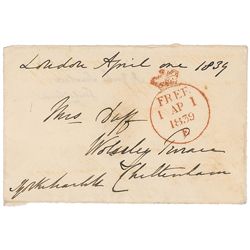 London April one 1839
FREE
1 AP 1
1839
Mrs Duff
Wolseley Terrace
Cheltenham